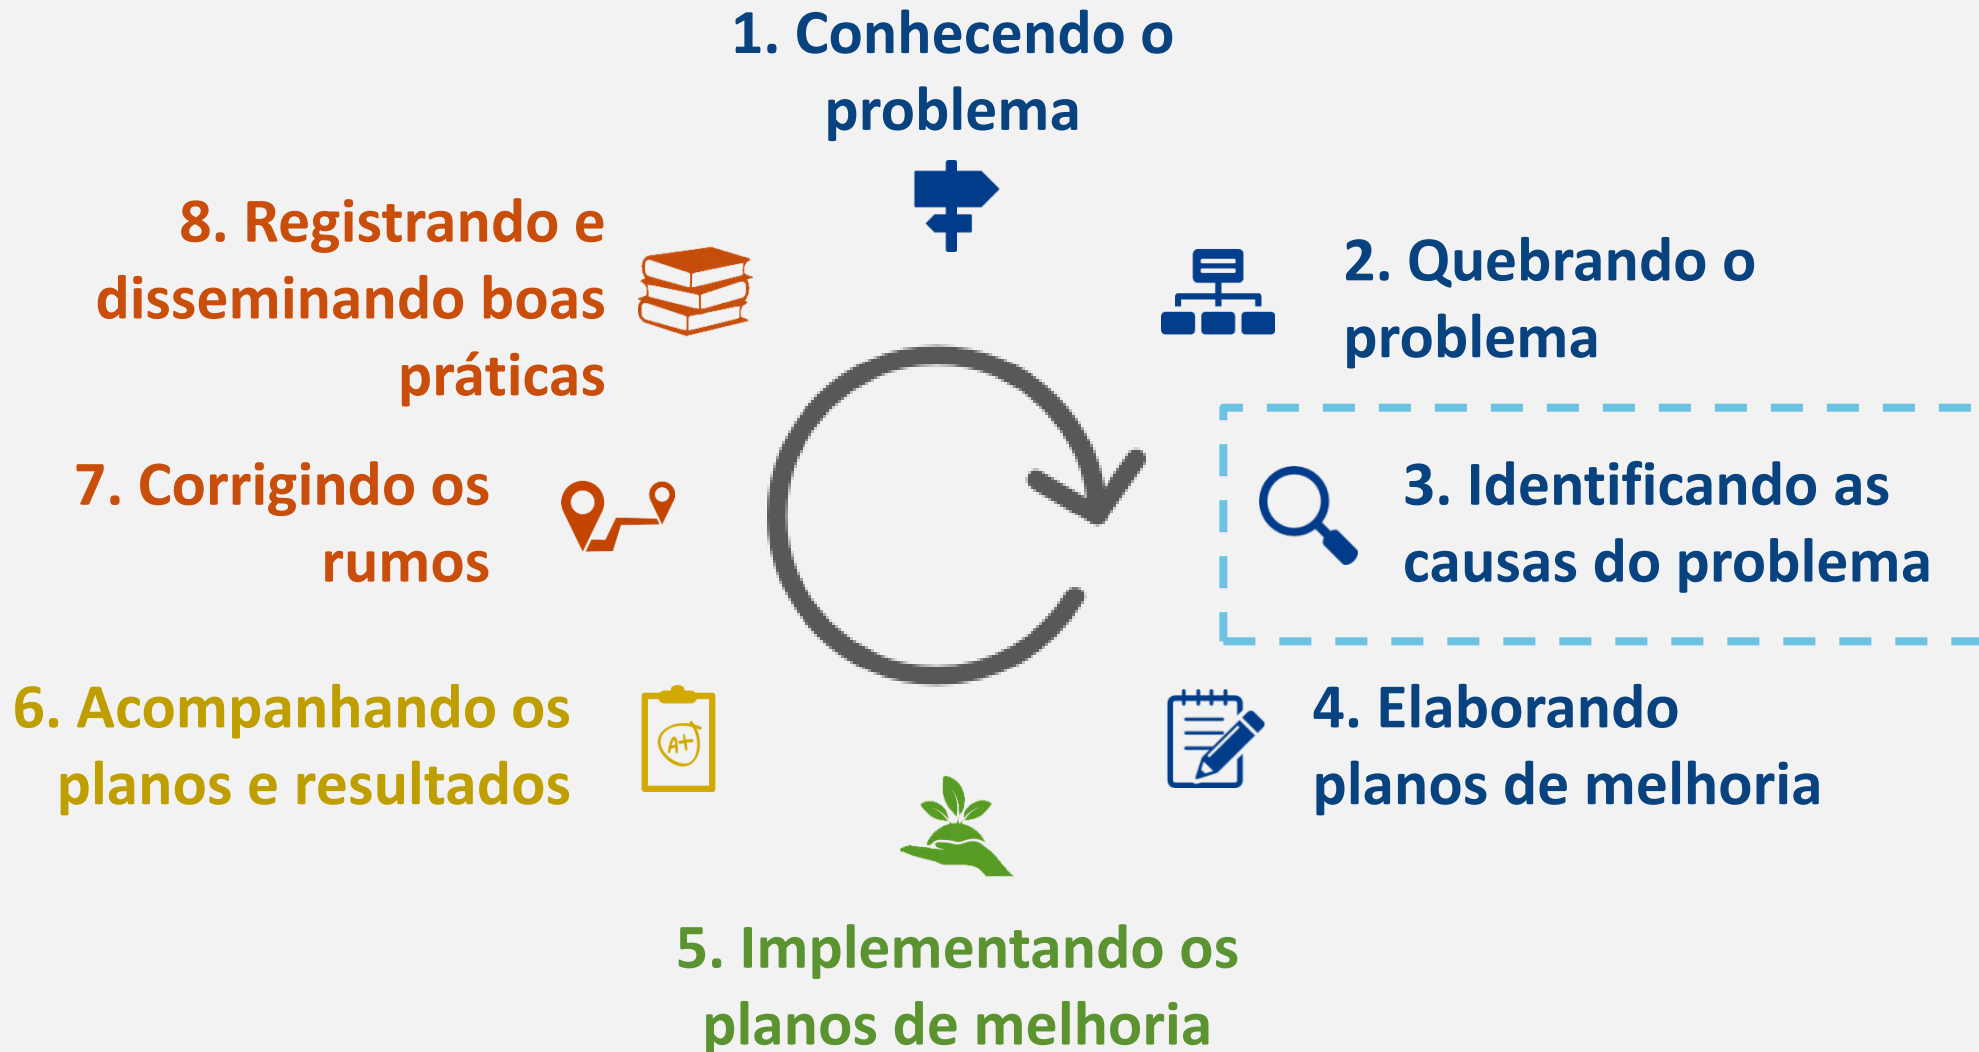 1. Conhecendo o
problema
2. Quebrando o
problema
3. Identificando as
causas do problema
4. Elaborando
planos de melhoria
5. Implementando os
planos de melhoria
6. Acompanhando os
planos e resultados
A+
7. Corrigindo os
rumos
8. Registrando e
disseminando boas
práticas